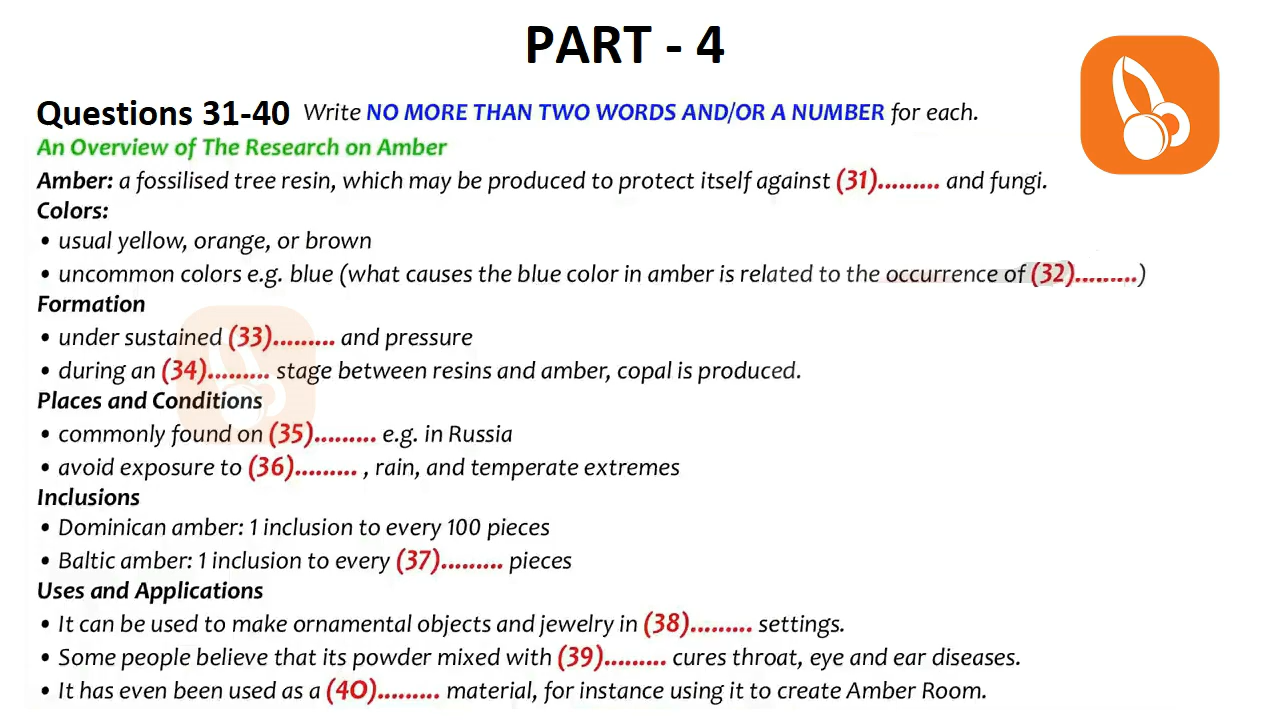 PART - 4
Questions 31-40 Write NO MORE THAN TWO WORDS AND/OR A NUMBER for each.
An Overview of The Research on Amber
Amber: a fossilised tree resin, which may be produced to protect itself against (31)......... and fungi.
Colors:
• usual yellow, orange, or brown
• uncommon colors e.g. blue (what causes the blue color in amber is related to the occurrence of (32).........)
Formation
• under sustained (33)......... and pressure
• during an (34)......... stage between resins and amber, copal is produced.
Places and Conditions
• commonly found on (35)......... e.g. in Russia
• avoid exposure to (36)......... , rain, and temperate extremes
Inclusions
• Dominican amber: 1 inclusion to every 100 pieces
• Baltic amber: 1 inclusion to every (37)......... pieces
Uses and Applications
• It can be used to make ornamental objects and jewelry in (38)......... settings.
• Some people believe that its powder mixed with (39)......... cures throat, eye and ear diseases.
• It has even been used as a (40)......... material, for instance using it to create Amber Room.